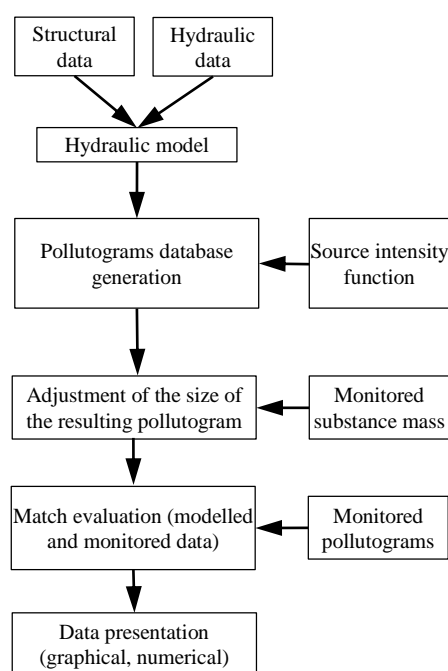 Structural
data
Hydraulic
data
Hydraulic model
Pollutograms database
generation
Source intensity
function
Adjustment of the size of
the resulting pollutogram
Monitored
substance mass
Match evaluation (modelled
and monitored data)
Monitored
pollutograms
Data presentation
(graphical, numerical)